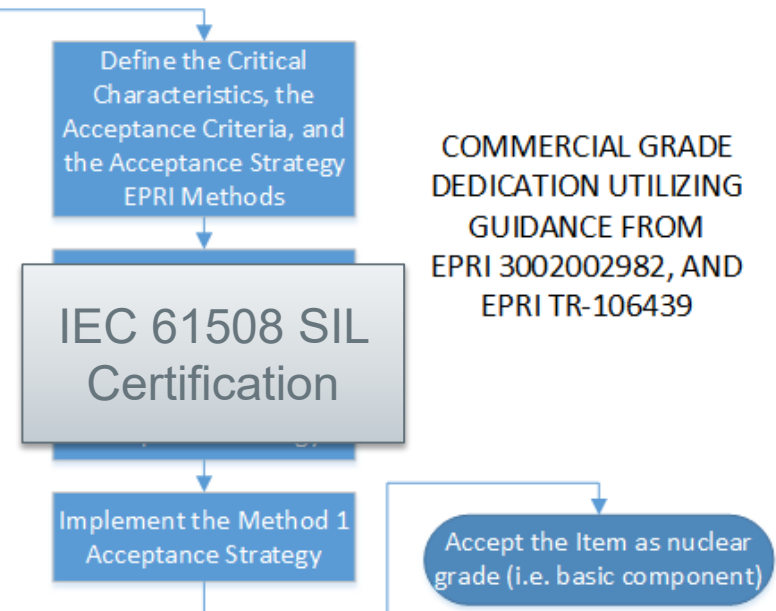 Define the Critical
Characteristics, the
Acceptance Criteria, and
the Acceptance Strategy
EPRI Methods
COMMERCIAL GRADE
DEDICATION UTILIZING
GUIDANCE FROM
EPRI 3002002982, AND
EPRI TR-106439
IEC 61508 SIL
Certification
Implement the Method 1
Acceptance Strategy
Accept the Item as nuclear
grade (i.e. basic component)